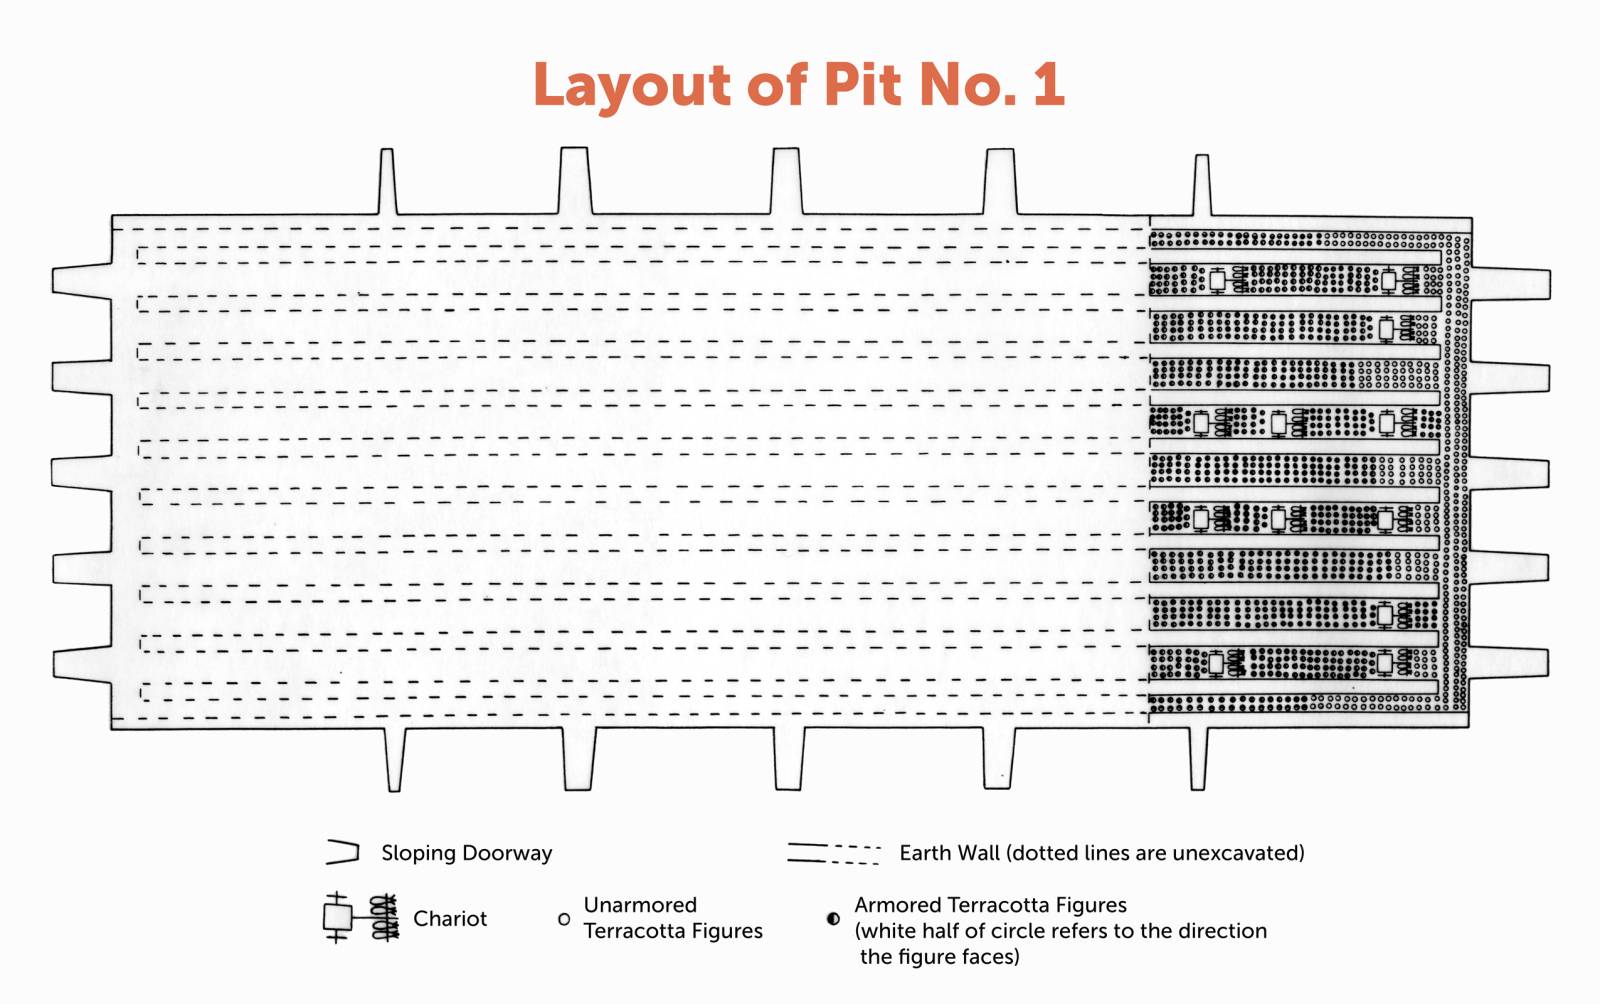 Layout of Pit No. 1
Sloping Doorway
Earth Wall (dotted lines are unexcavated)
Chariot
Unarmored
Terracotta Figures
Armored Terracotta Figures
(white half of circle refers to the direction
the figure faces)